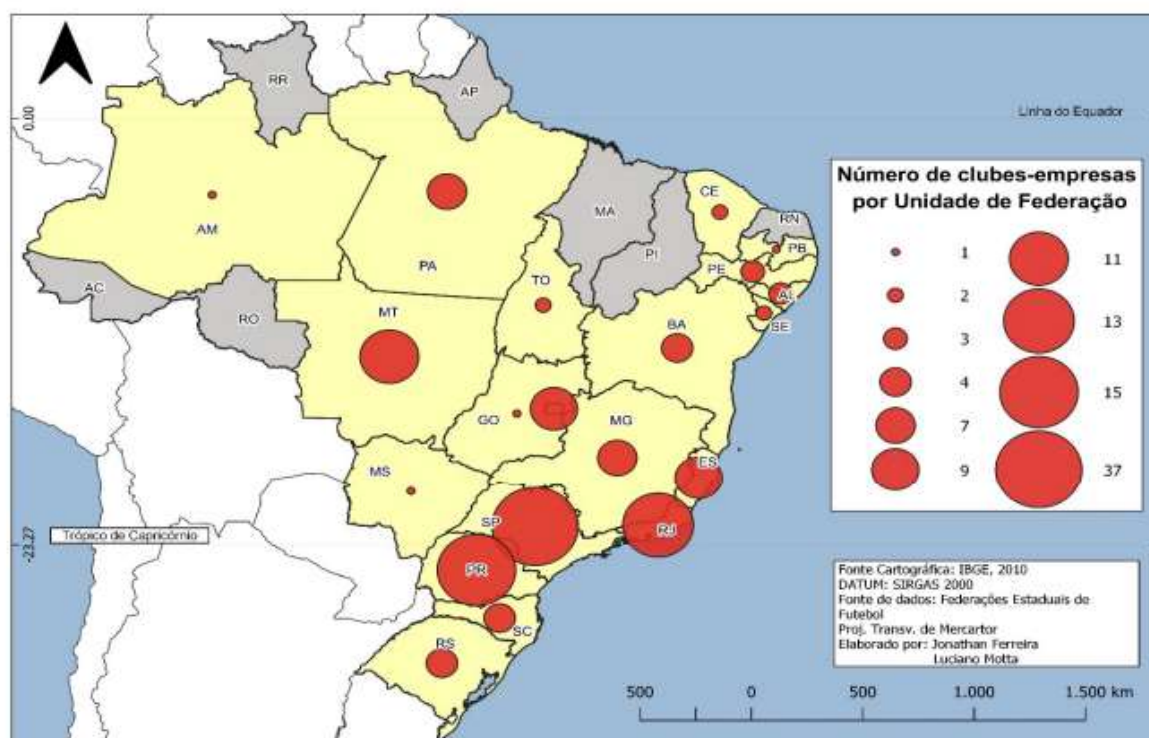 RR
AP
0.00
Linha do Equador
Número de clubes-empresas
por Unidade de Federação
1
11
2
13
3
4
15
7
9
37
CE
RN
MA
AM
PB
PI
PE
PA
TO
AL
AC
SE
RO
MT
BA
GO
MG
MS
ES
SP
RJ
Trópico de Capricórnio
-23.27
PR
SC
RS
Fonte Cartográfica: IBGE, 2010
DATUM: SIRGAS 2000
Fonte de dados: Federações Estaduais de
Futebol
Proj. Transv. de Mercartor
Elaborado por: Jonathan Ferreira
Luciano Motta
500 0 500 1.000 1.500 km